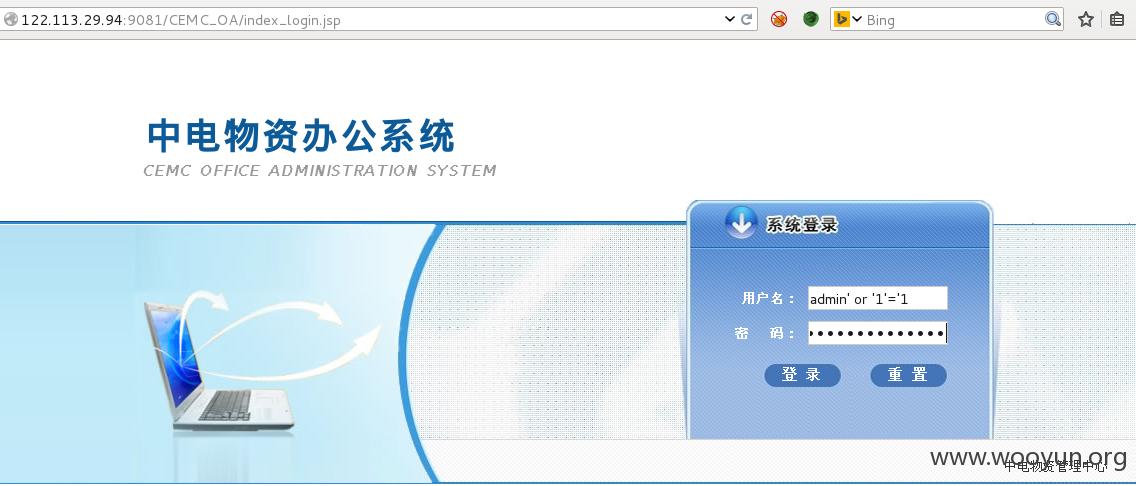 122.113.29.94:9081/CEMC_OA/index_login.jsp
Bing
中电物资办公系统
CEMC OFFICE ADMINISTRATION SYSTEM
系统登录
用户名：
admin' or '1'='1
密 码：
登 录
重 置
www.wooyun.org
中电物资管理中心